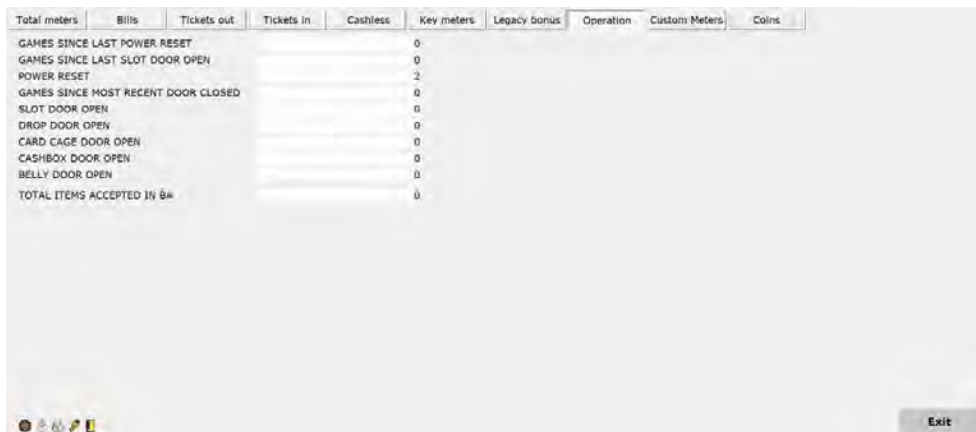 Total meters Bills Tickets out Tickets in Cashless Key meters Legacy bonus Operation Custom Meters Coins
GAMES SINCE LAST POWER RESET 0
GAMES SINCE LAST SLOT DOOR OPEN 0
POWER RESET 2
GAMES SINCE MOST RECENT DOOR CLOSED 0
SLOT DOOR OPEN 0
DROP DOOR OPEN 0
CARD CAGE DOOR OPEN 0
CASHBOX DOOR OPEN 0
BELLY DOOR OPEN 0
TOTAL ITEMS ACCEPTED IN BA 0
Exit